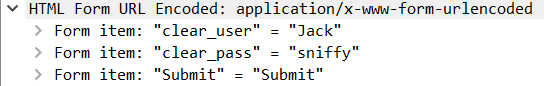 HTML Form URL Encoded: application/x-www-form-urlencoded
Form item: "clear_user" = "Jack"
Form item: "clear_pass" = "sniffy"
Form item: "Submit" = "Submit"